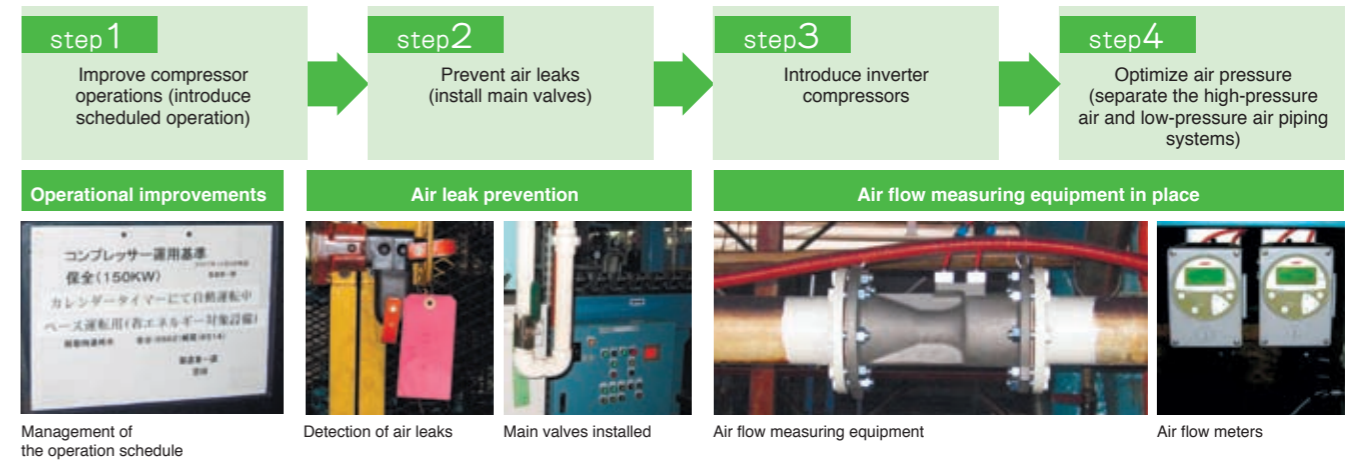 step1
Improve compressor
operations (introduce
scheduled operation)
step2
Prevent air leaks
(install main valves)
step3
Introduce inverter
compressors
step4
Optimize air pressure
(separate the high-pressure
air and low-pressure air piping
systems)
Operational improvements
Air leak prevention
Air flow measuring equipment in place
コンプレッサー運用基準
保全(150KW)
カレンダータイマーにて自動運転中
ベース運転用(省エネルギー対象設備)
Management of
the operation schedule
Detection of air leaks
Main valves installed
Air flow measuring equipment
Air flow meters